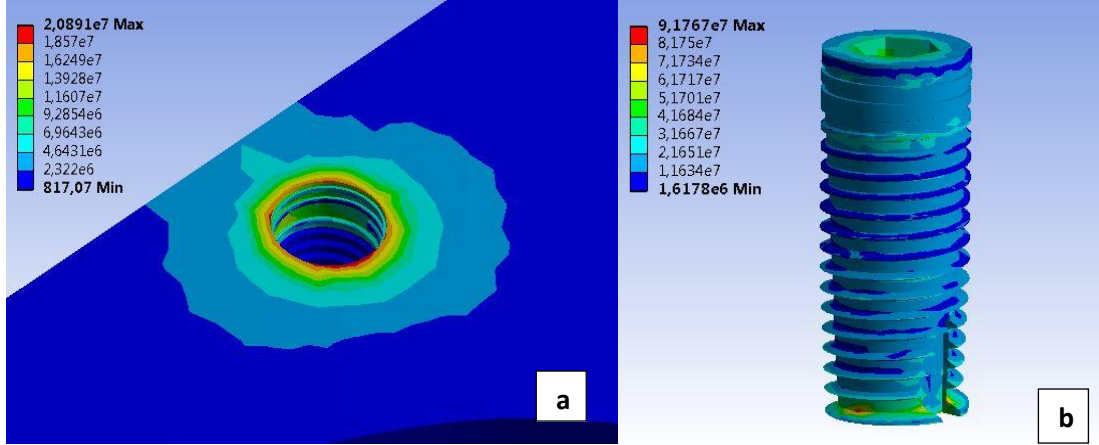 2,0891e7 Max
1,857e7
1,6249e7
1,3928e7
1,1607e7
9,2854e6
6,9643e6
4,6431e6
2,322e6
817,07 Min
a
9,1767e7 Max
8,175e7
7,1734e7
6,1717e7
5,1701e7
4,1684e7
3,1667e7
2,1651e7
1,1634e7
1,6178e6 Min
b